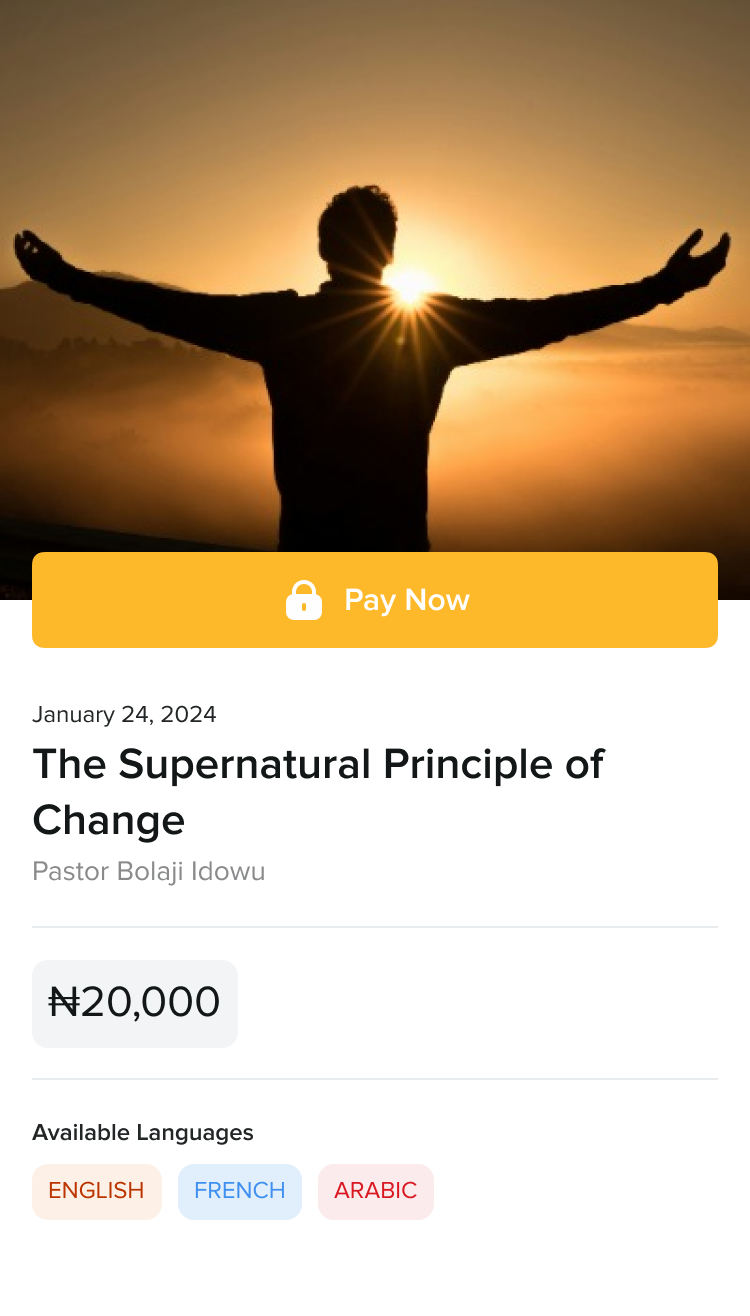 Pay Now
January 24, 2024
The Supernatural Principle of
Change
Pastor Bolaji Idowu
₦20,000
Available Languages
ENGLISH FRENCH ARABIC